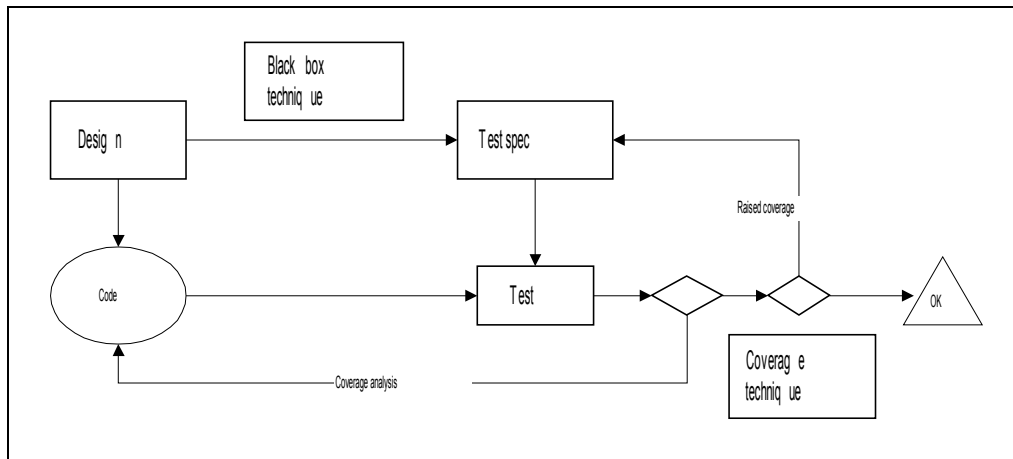 Black box
techniq ue
Desig n
Test spec
Raised coverage
Code
Test
OK
Coverag e
techniq ue
Coverage analysis